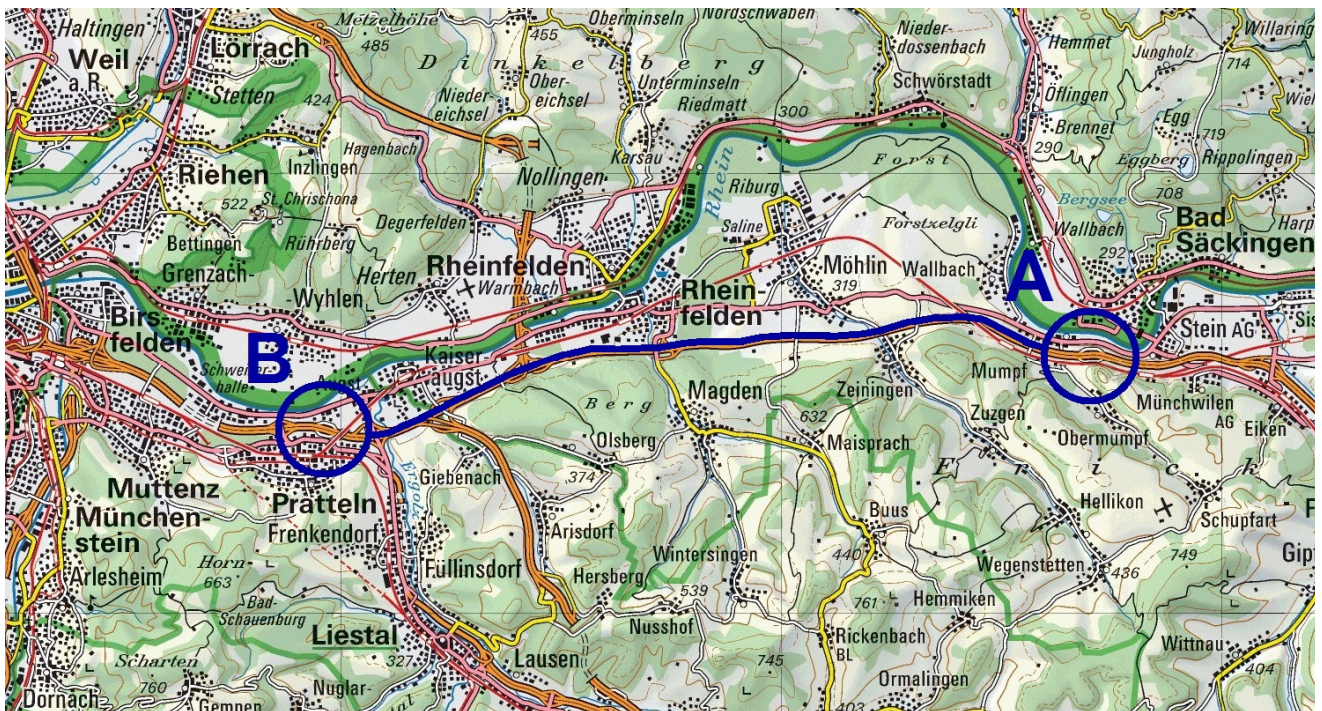 Haltingen
Lörrach
Metzelhöhe
485
455
Oberminseln
Nordschwaben
Nieder-
dossenbach
Hemmet
Jungholz
Willaring
714
Weil
a.R.
Stetten
424
Dinkelberg
Nieder-
eichsel
Ober-
eichsel
Unterminseln
Riedmatt
300
Schwörstadt
Öflingen
Egg
719
Brennet
290
Eggberg
Rippolingen
Hagenbach
Inzlingen
Riehen
522
St. Chrischona
Karsau
Nollingen
Rhein
Riburg
Forst
708
Bergsee
Degerfelden
Bettingen
Rührberg
Saline
Forstzelgli
Wallbach
Bad
Säckingen
Harp
Grenzach-
-Wyhlen
Herten
Rheinfelden
Warmbach
Möhlin
319
Wallbach
292
A
Rhein
felden
Birs-
felden
B
Stein AG
Kaiser
augst
Mumpf
Münchwilen
AG
Magden
Zeiningen
Berg
632
Zuzgen
Obermumpf
Eiken
Olsberg
Maisprach
Giebenach
374
Frick
Ergolz
Muttenz
Pratteln
München-
stein
Frenkendorf
Arisdorf
Buus
Hellikon
Schupfart
Wintersingen
440
749
Gipf
Horn
663
Arlesheim
Füllinsdorf
Hersberg
539
Wegenstetten
436
Bad-
Schauenburg
761
Hemmiken
Liestal
327
Nusshof
Rickenbach
BL
Wittnau
Scharten
760
Lausen
745
404
Ormalingen
Dornach
Gempen
Nuglar-
403